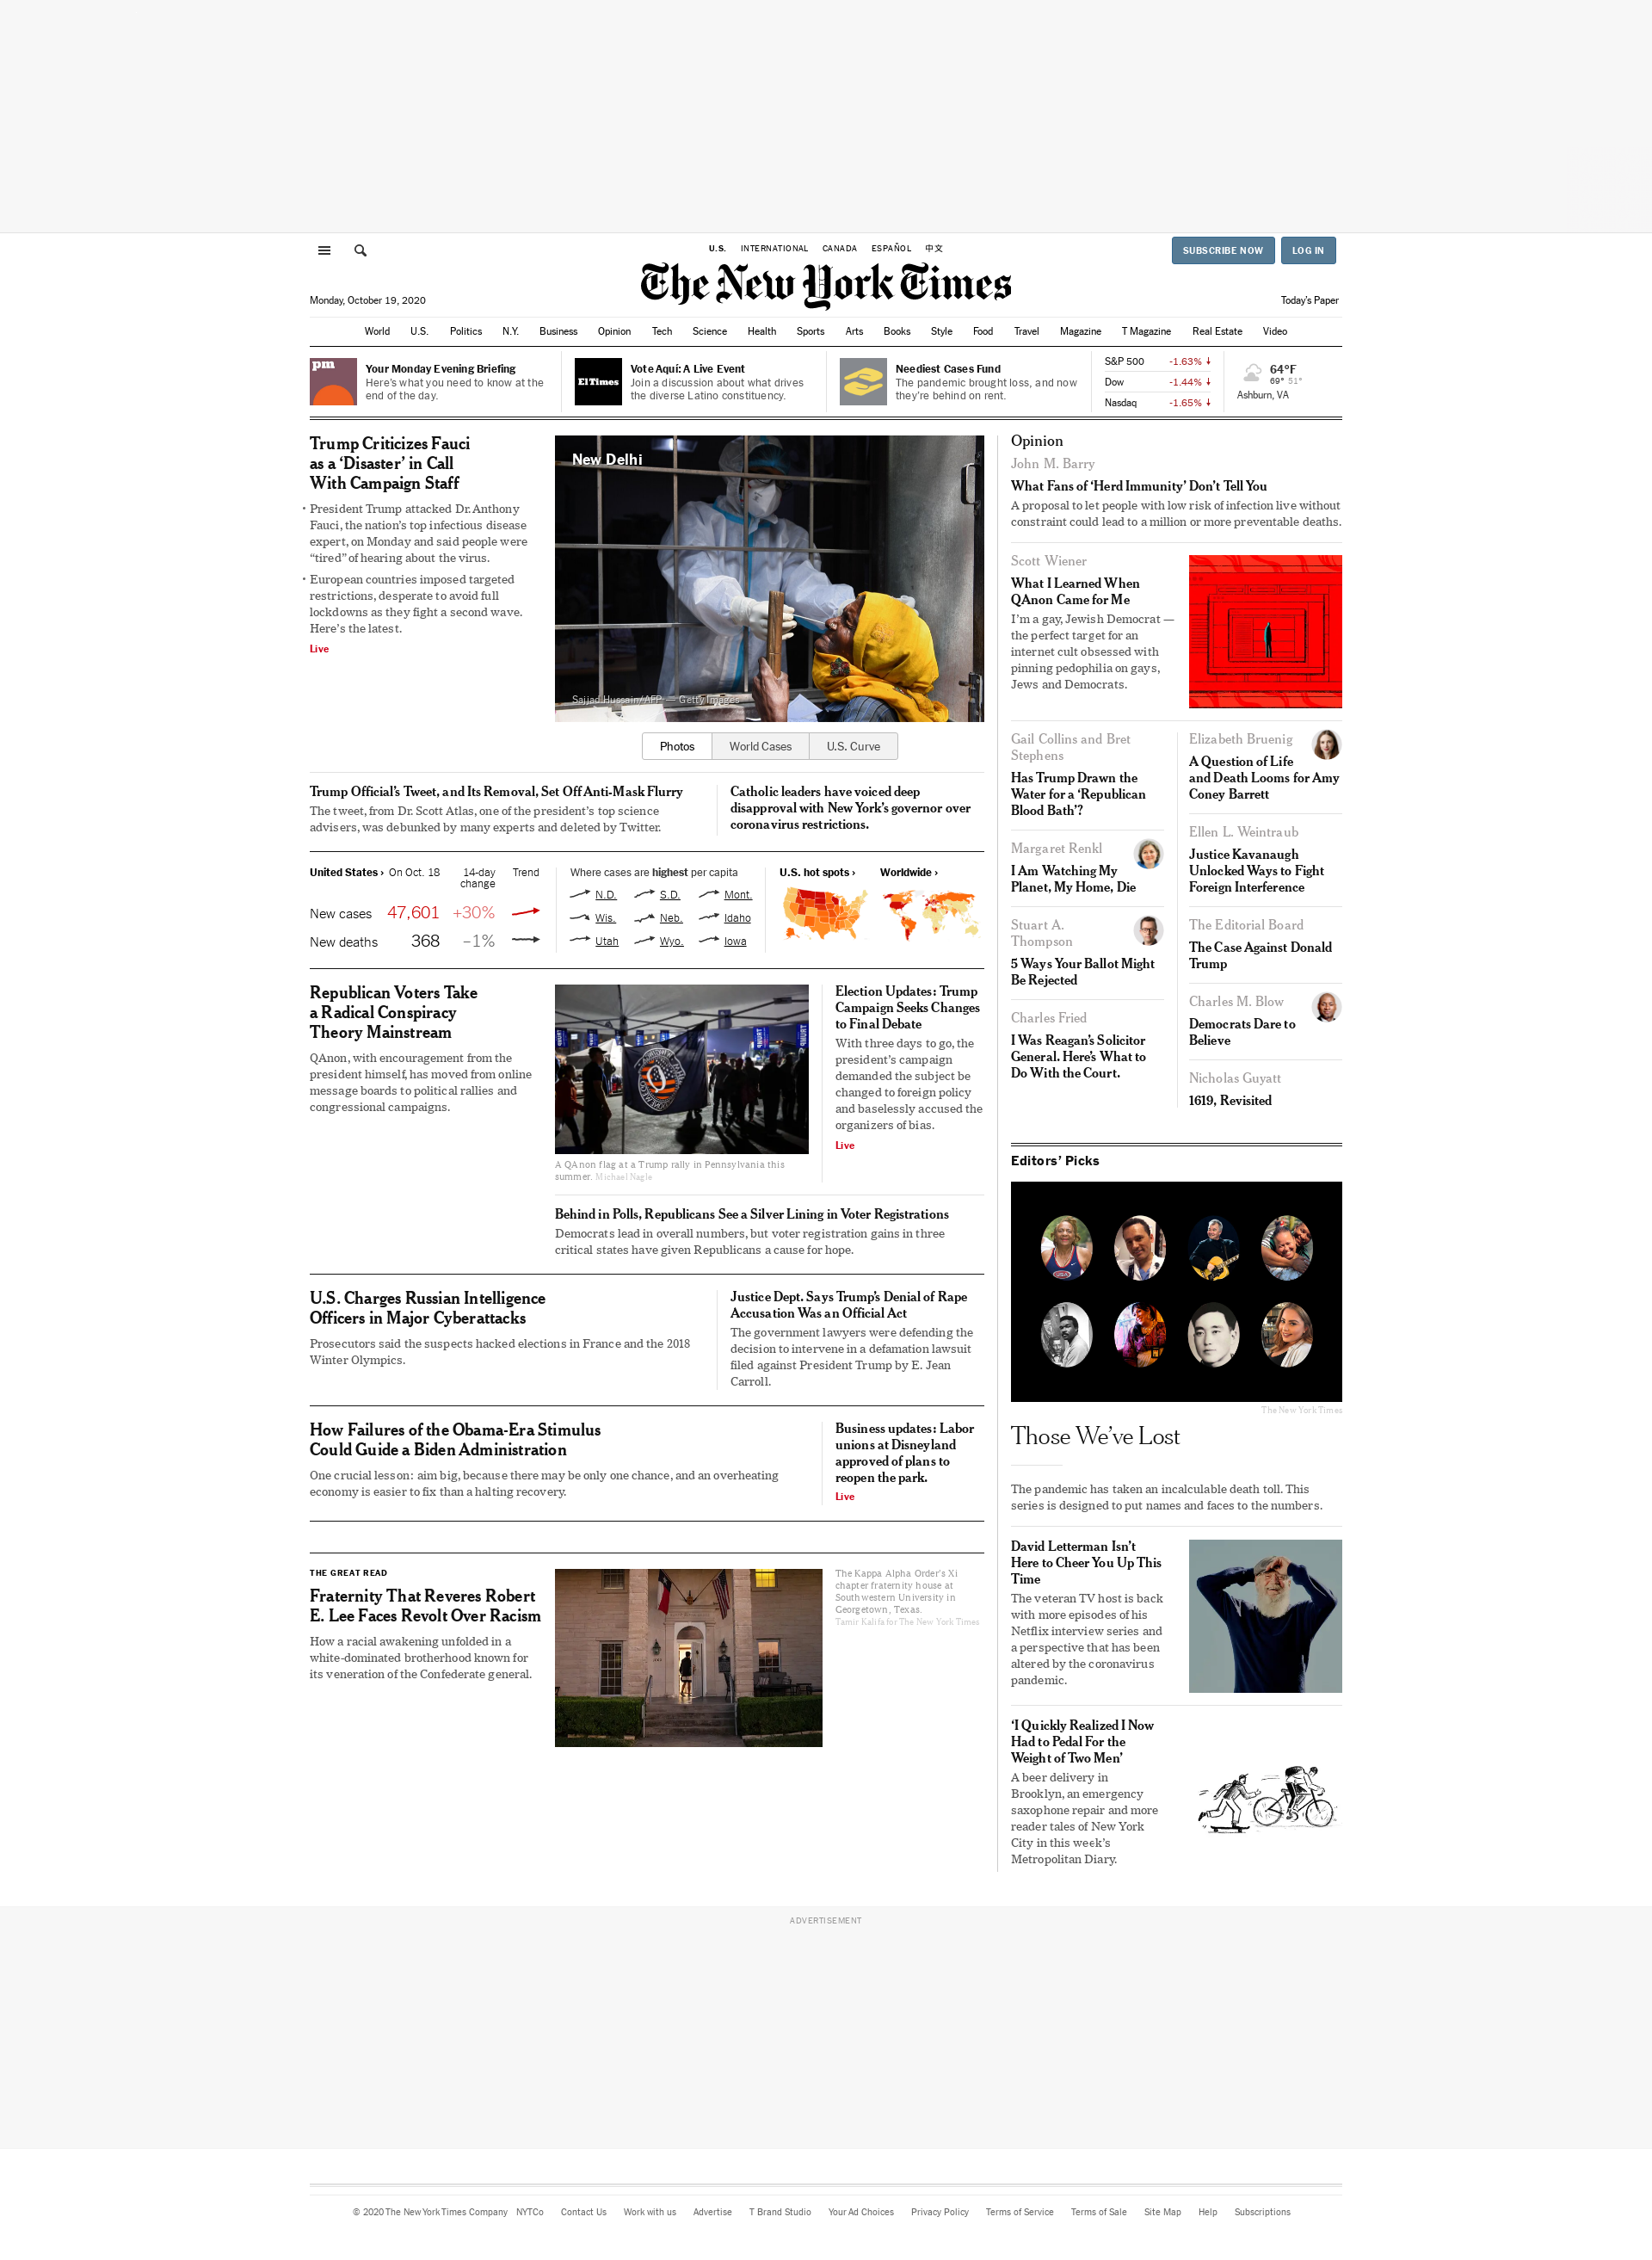 U.S. INTERNATIONAL CANADA ESPAÑOL 中文
SUBSCRIBE NOW LOG IN
The New York Times
Monday, October 19, 2020
Today's Paper
World U.S. Politics N.Y. Business Opinion Tech Science Health Sports Arts Books Style Food Travel Magazine T Magazine Real Estate Video
pm
Your Monday Evening Briefing
Here's what you need to know at the
end of the day.
El Times
Vote Aquí: A Live Event
Join a discussion about what drives
the diverse Latino constituency.
Neediest Cases Fund
The pandemic brought loss, and now
they're behind on rent.
S&P 500 -1.63% ↓
Dow -1.44% ↓
Nasdaq -1.65% ↓
64°F
69° 51°
Ashburn, VA
Trump Criticizes Fauci
as a ‘Disaster’ in Call
With Campaign Staff
• President Trump attacked Dr. Anthony
Fauci, the nation’s top infectious disease
expert, on Monday and said people were
“tired” of hearing about the virus.
• European countries imposed targeted
restrictions, desperate to avoid full
lockdowns as they fight a second wave.
Here’s the latest.
Live
New Delhi
Sajjad Hussain/AFP — Getty Images
Photos World Cases U.S. Curve
Trump Official’s Tweet, and Its Removal, Set Off Anti-Mask Flurry
The tweet, from Dr. Scott Atlas, one of the president’s top science
advisers, was debunked by many experts and deleted by Twitter.
Catholic leaders have voiced deep
disapproval with New York’s governor over
coronavirus restrictions.
United States › On Oct. 18 14-day
change Trend
New cases 47,601 +30%
New deaths 368 –1%
Where cases are highest per capita
N.D. S.D. Mont.
Wis. Neb. Idaho
Utah Wyo. Iowa
U.S. hot spots › Worldwide ›
Republican Voters Take
a Radical Conspiracy
Theory Mainstream
QAnon, with encouragement from the
president himself, has moved from online
message boards to political rallies and
congressional campaigns.
A QAnon flag at a Trump rally in Pennsylvania this
summer. Michael Nagle
Election Updates: Trump
Campaign Seeks Changes
to Final Debate
With three days to go, the
president’s campaign
demanded the subject be
changed to foreign policy
and baselessly accused the
organizers of bias.
Live
Behind in Polls, Republicans See a Silver Lining in Voter Registrations
Democrats lead in overall numbers, but voter registration gains in three
critical states have given Republicans a cause for hope.
U.S. Charges Russian Intelligence
Officers in Major Cyberattacks
Prosecutors said the suspects hacked elections in France and the 2018
Winter Olympics.
Justice Dept. Says Trump’s Denial of Rape
Accusation Was an Official Act
The government lawyers were defending the
decision to intervene in a defamation lawsuit
filed against President Trump by E. Jean
Carroll.
How Failures of the Obama-Era Stimulus
Could Guide a Biden Administration
One crucial lesson: aim big, because there may be only one chance, and an overheating
economy is easier to fix than a halting recovery.
Business updates: Labor
unions at Disneyland
approved of plans to
reopen the park.
Live
THE GREAT READ
Fraternity That Reveres Robert
E. Lee Faces Revolt Over Racism
How a racial awakening unfolded in a
white-dominated brotherhood known for
its veneration of the Confederate general.
The Kappa Alpha Order’s Xi
chapter fraternity house at
Southwestern University in
Georgetown, Texas.
Tamir Kalifa for The New York Times
Opinion
John M. Barry
What Fans of ‘Herd Immunity’ Don’t Tell You
A proposal to let people with low risk of infection live without
constraint could lead to a million or more preventable deaths.
Scott Wiener
What I Learned When
QAnon Came for Me
I’m a gay, Jewish Democrat —
the perfect target for an
internet cult obsessed with
pinning pedophilia on gays,
Jews and Democrats.
Gail Collins and Bret
Stephens
Has Trump Drawn the
Water for a ‘Republican
Blood Bath’?
Margaret Renkl
I Am Watching My
Planet, My Home, Die
Stuart A.
Thompson
5 Ways Your Ballot Might
Be Rejected
Charles Fried
I Was Reagan’s Solicitor
General. Here’s What to
Do With the Court.
Elizabeth Bruenig
A Question of Life
and Death Looms for Amy
Coney Barrett
Ellen L. Weintraub
Justice Kavanaugh
Unlocked Ways to Fight
Foreign Interference
The Editorial Board
The Case Against Donald
Trump
Charles M. Blow
Democrats Dare to
Believe
Nicholas Guyatt
1619, Revisited
Editors’ Picks
The New York Times
Those We’ve Lost
The pandemic has taken an incalculable death toll. This
series is designed to put names and faces to the numbers.
David Letterman Isn’t
Here to Cheer You Up This
Time
The veteran TV host is back
with more episodes of his
Netflix interview series and
a perspective that has been
altered by the coronavirus
pandemic.
‘I Quickly Realized I Now
Had to Pedal For the
Weight of Two Men’
A beer delivery in
Brooklyn, an emergency
saxophone repair and more
reader tales of New York
City in this week’s
Metropolitan Diary.
ADVERTISEMENT
© 2020 The New York Times Company NYTCo Contact Us Work with us Advertise T Brand Studio Your Ad Choices Privacy Policy Terms of Service Terms of Sale Site Map Help Subscriptions